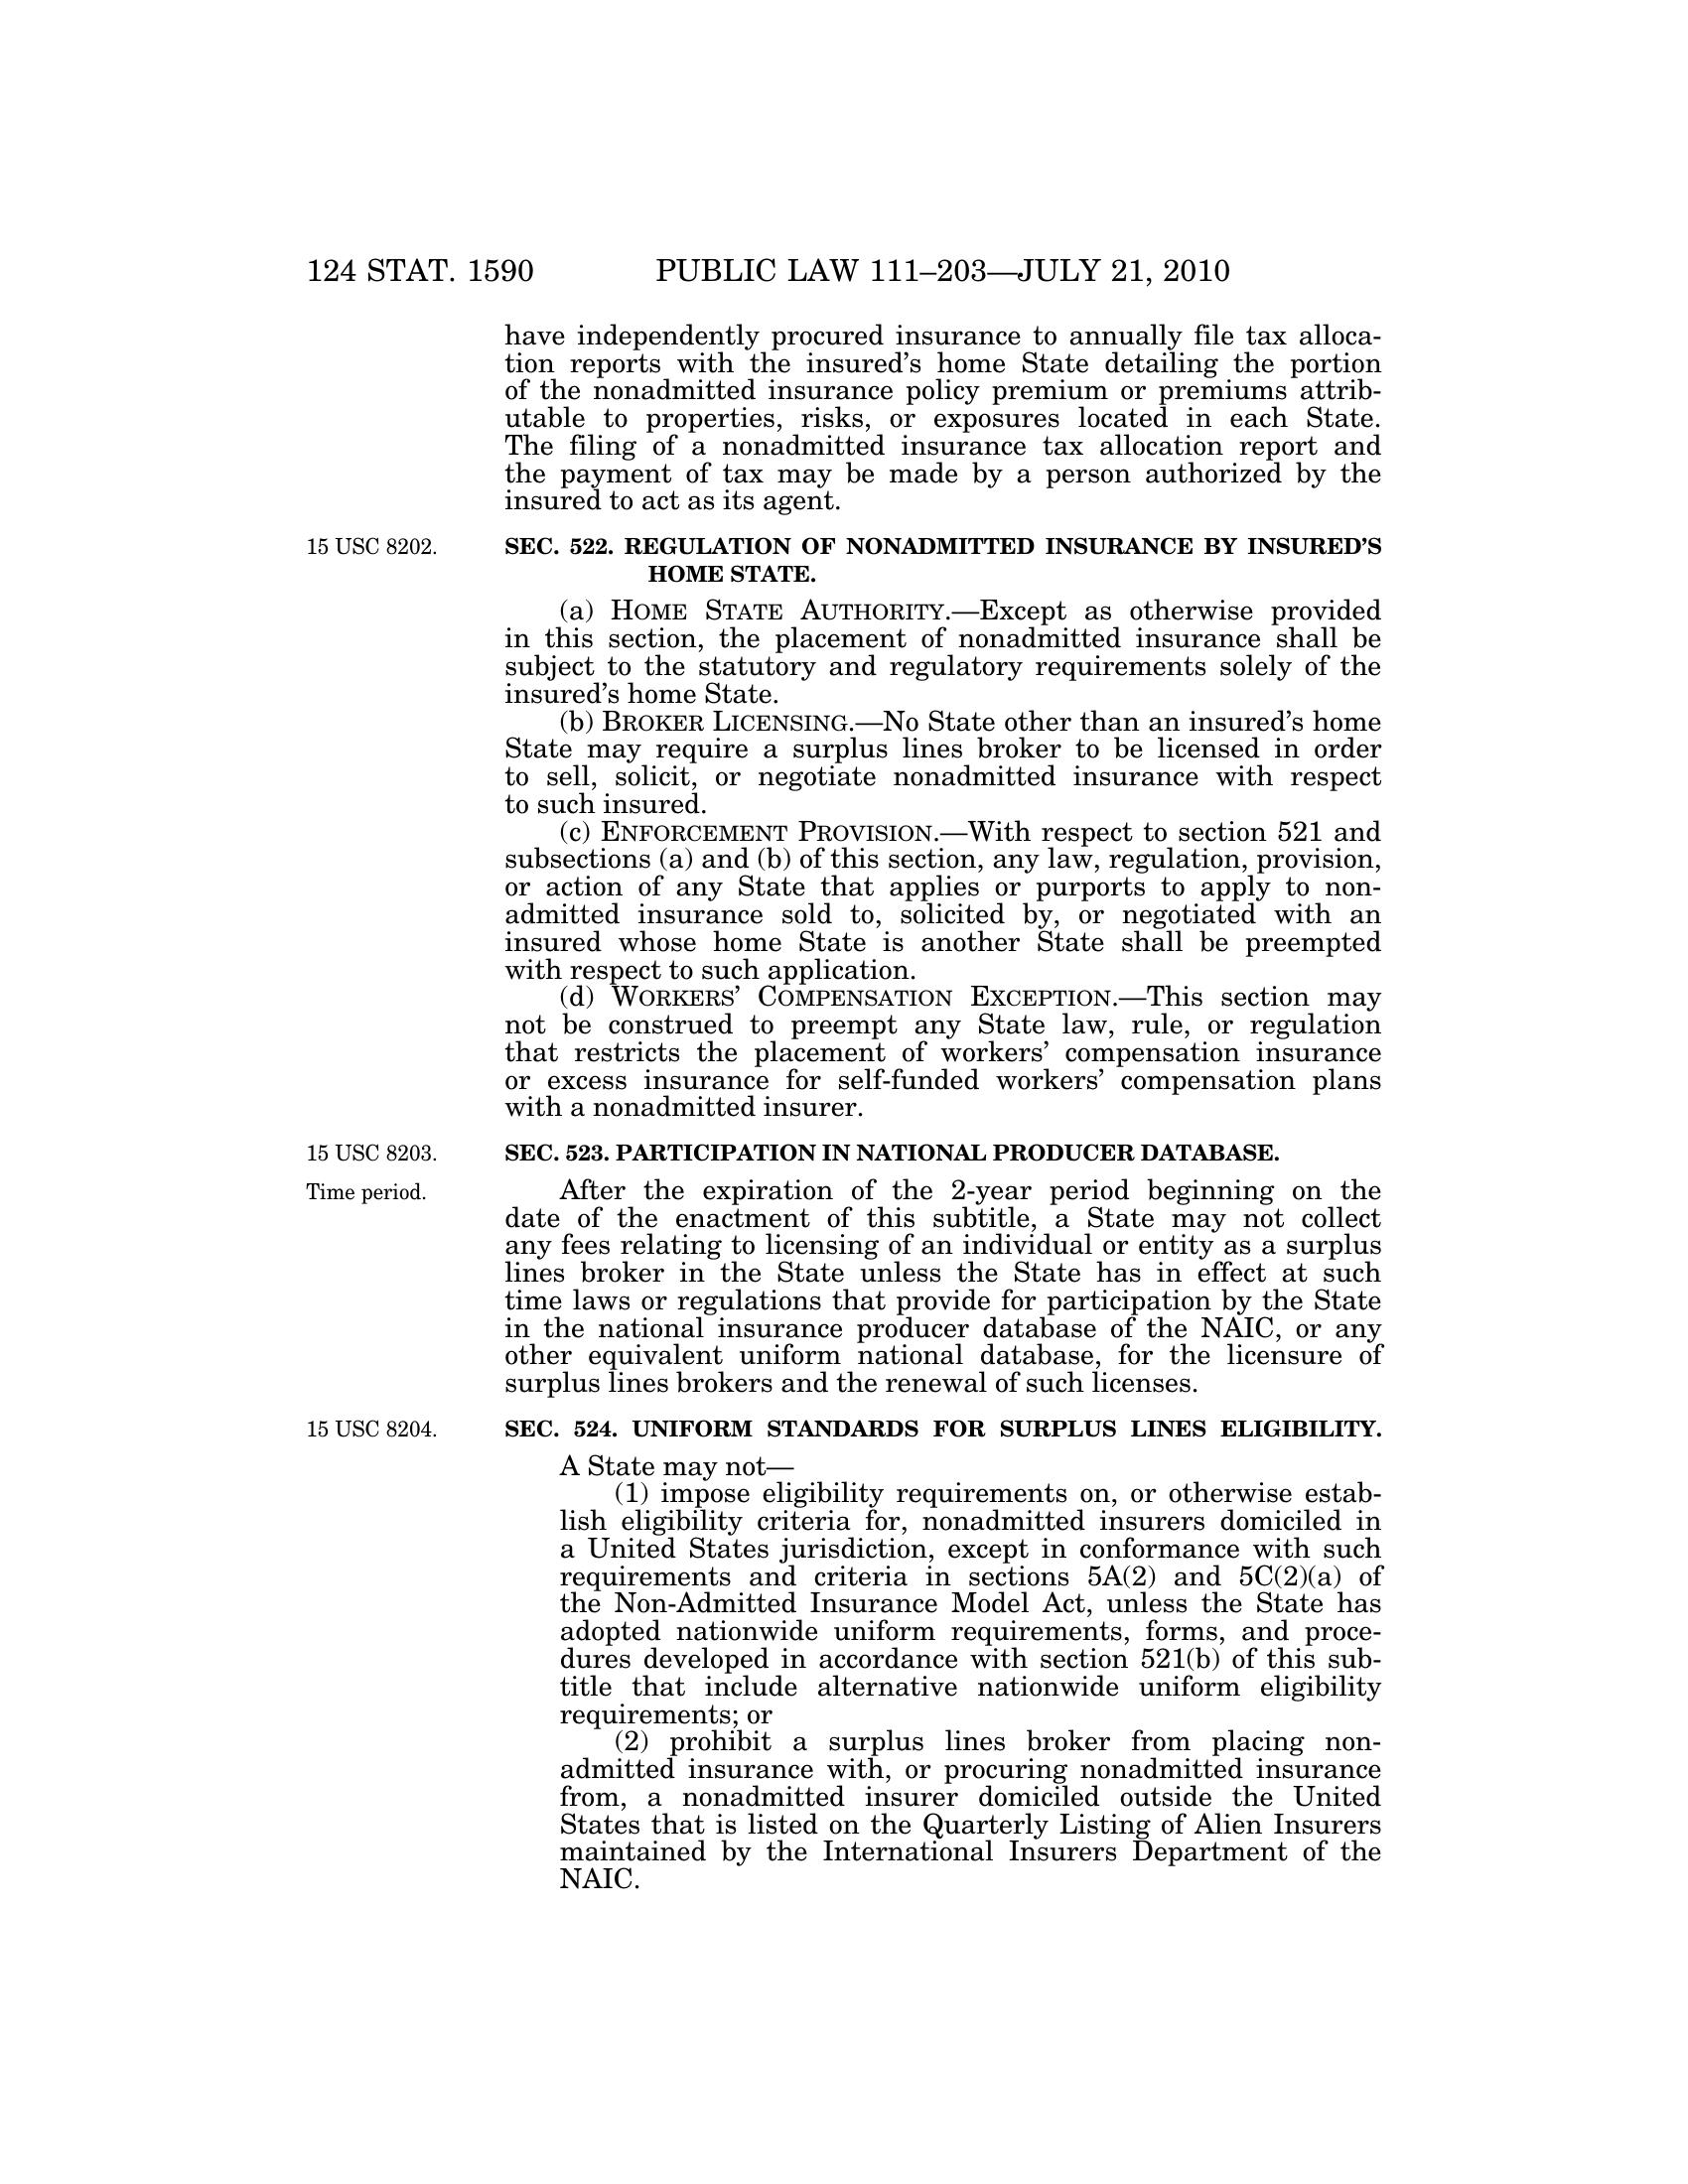 124 STAT. 1590 PUBLIC LAW 111–203—JULY 21, 2010
have independently procured insurance to annually file tax alloca-
tion reports with the insured’s home State detailing the portion
of the nonadmitted insurance policy premium or premiums attrib-
utable to properties, risks, or exposures located in each State.
The filing of a nonadmitted insurance tax allocation report and
the payment of tax may be made by a person authorized by the
insured to act as its agent.
15 USC 8202. SEC. 522. REGULATION OF NONADMITTED INSURANCE BY INSURED’S
HOME STATE.
(a) HOME STATE AUTHORITY.—Except as otherwise provided
in this section, the placement of nonadmitted insurance shall be
subject to the statutory and regulatory requirements solely of the
insured’s home State.
(b) BROKER LICENSING.—No State other than an insured’s home
State may require a surplus lines broker to be licensed in order
to sell, solicit, or negotiate nonadmitted insurance with respect
to such insured.
(c) ENFORCEMENT PROVISION.—With respect to section 521 and
subsections (a) and (b) of this section, any law, regulation, provision,
or action of any State that applies or purports to apply to non-
admitted insurance sold to, solicited by, or negotiated with an
insured whose home State is another State shall be preempted
with respect to such application.
(d) WORKERS’ COMPENSATION EXCEPTION.—This section may
not be construed to preempt any State law, rule, or regulation
that restricts the placement of workers’ compensation insurance
or excess insurance for self-funded workers’ compensation plans
with a nonadmitted insurer.
15 USC 8203. SEC. 523. PARTICIPATION IN NATIONAL PRODUCER DATABASE.
Time period. After the expiration of the 2-year period beginning on the
date of the enactment of this subtitle, a State may not collect
any fees relating to licensing of an individual or entity as a surplus
lines broker in the State unless the State has in effect at such
time laws or regulations that provide for participation by the State
in the national insurance producer database of the NAIC, or any
other equivalent uniform national database, for the licensure of
surplus lines brokers and the renewal of such licenses.
15 USC 8204. SEC. 524. UNIFORM STANDARDS FOR SURPLUS LINES ELIGIBILITY.
A State may not—
(1) impose eligibility requirements on, or otherwise estab-
lish eligibility criteria for, nonadmitted insurers domiciled in
a United States jurisdiction, except in conformance with such
requirements and criteria in sections 5A(2) and 5C(2)(a) of
the Non-Admitted Insurance Model Act, unless the State has
adopted nationwide uniform requirements, forms, and proce-
dures developed in accordance with section 521(b) of this sub-
title that include alternative nationwide uniform eligibility
requirements; or
(2) prohibit a surplus lines broker from placing non-
admitted insurance with, or procuring nonadmitted insurance
from, a nonadmitted insurer domiciled outside the United
States that is listed on the Quarterly Listing of Alien Insurers
maintained by the International Insurers Department of the
NAIC.